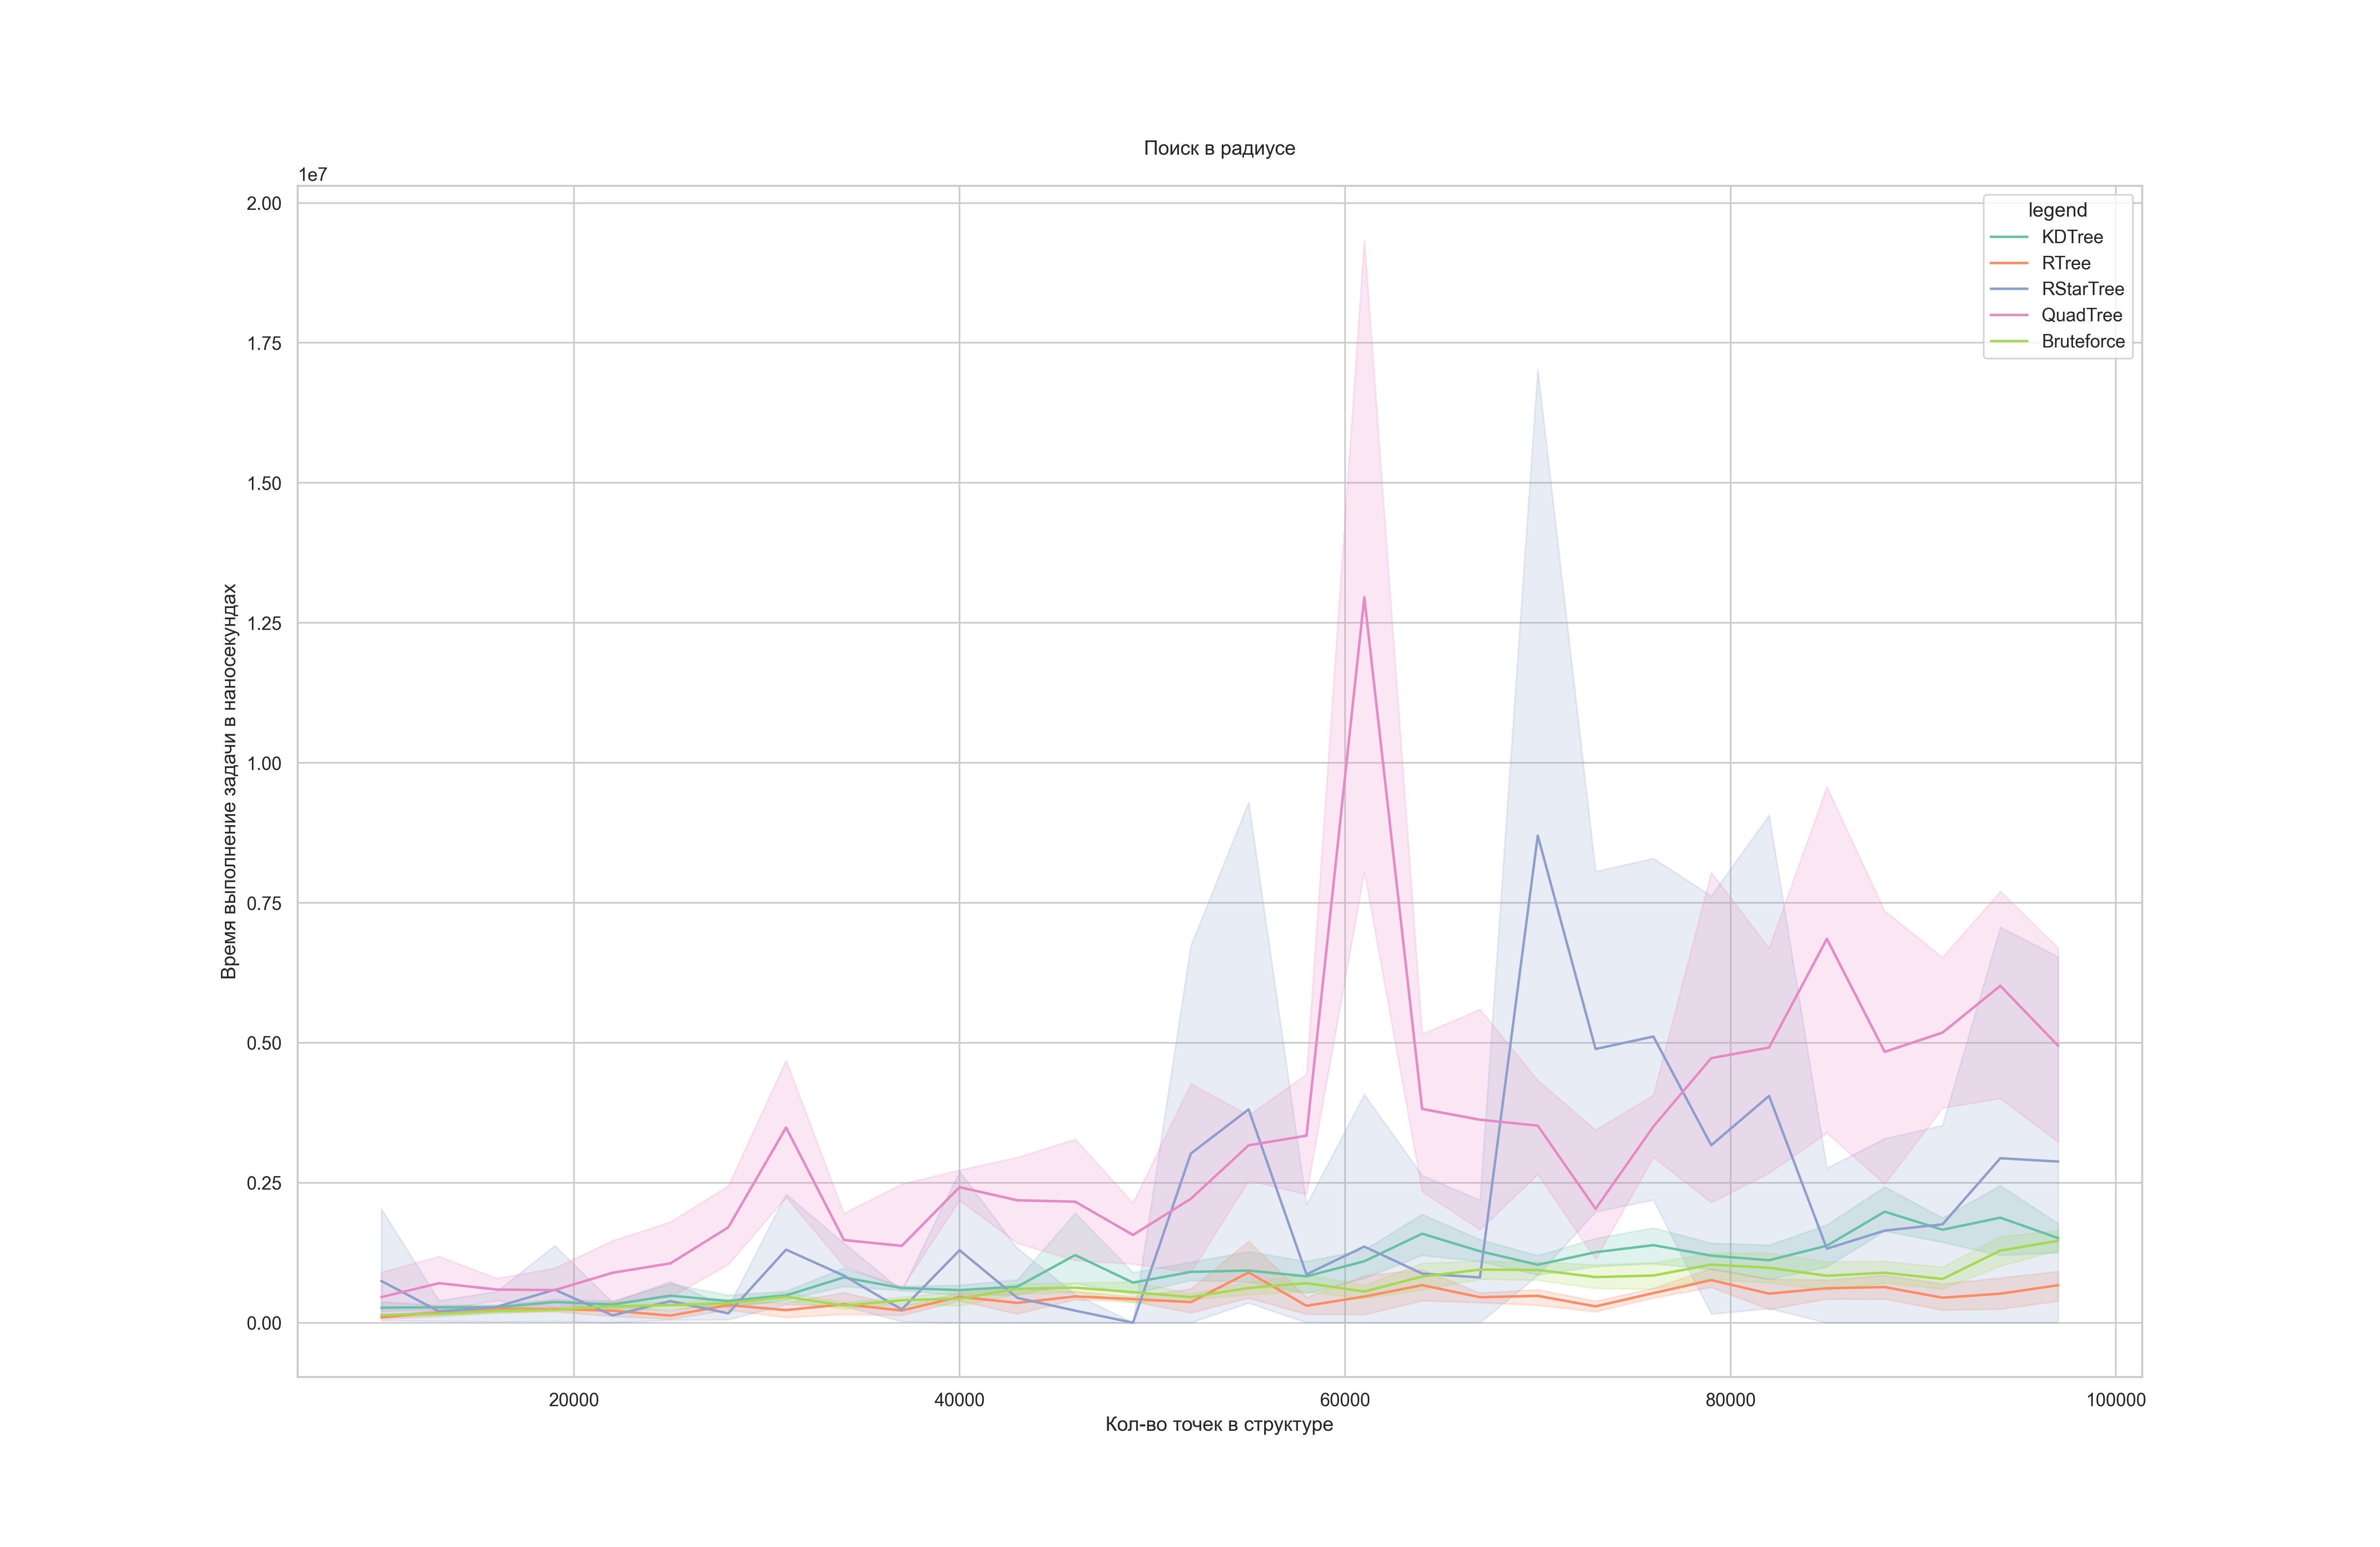 Поиск в радиусе
1e7
2.00
1.75
1.50
1.25
1.00
0.75
0.50
0.25
0.00
Время выполнение задачи в наносекундах
legend
KDTree
RTree
RStarTree
QuadTree
Bruteforce
20000
40000
60000
80000
100000
Кол-во точек в структуре